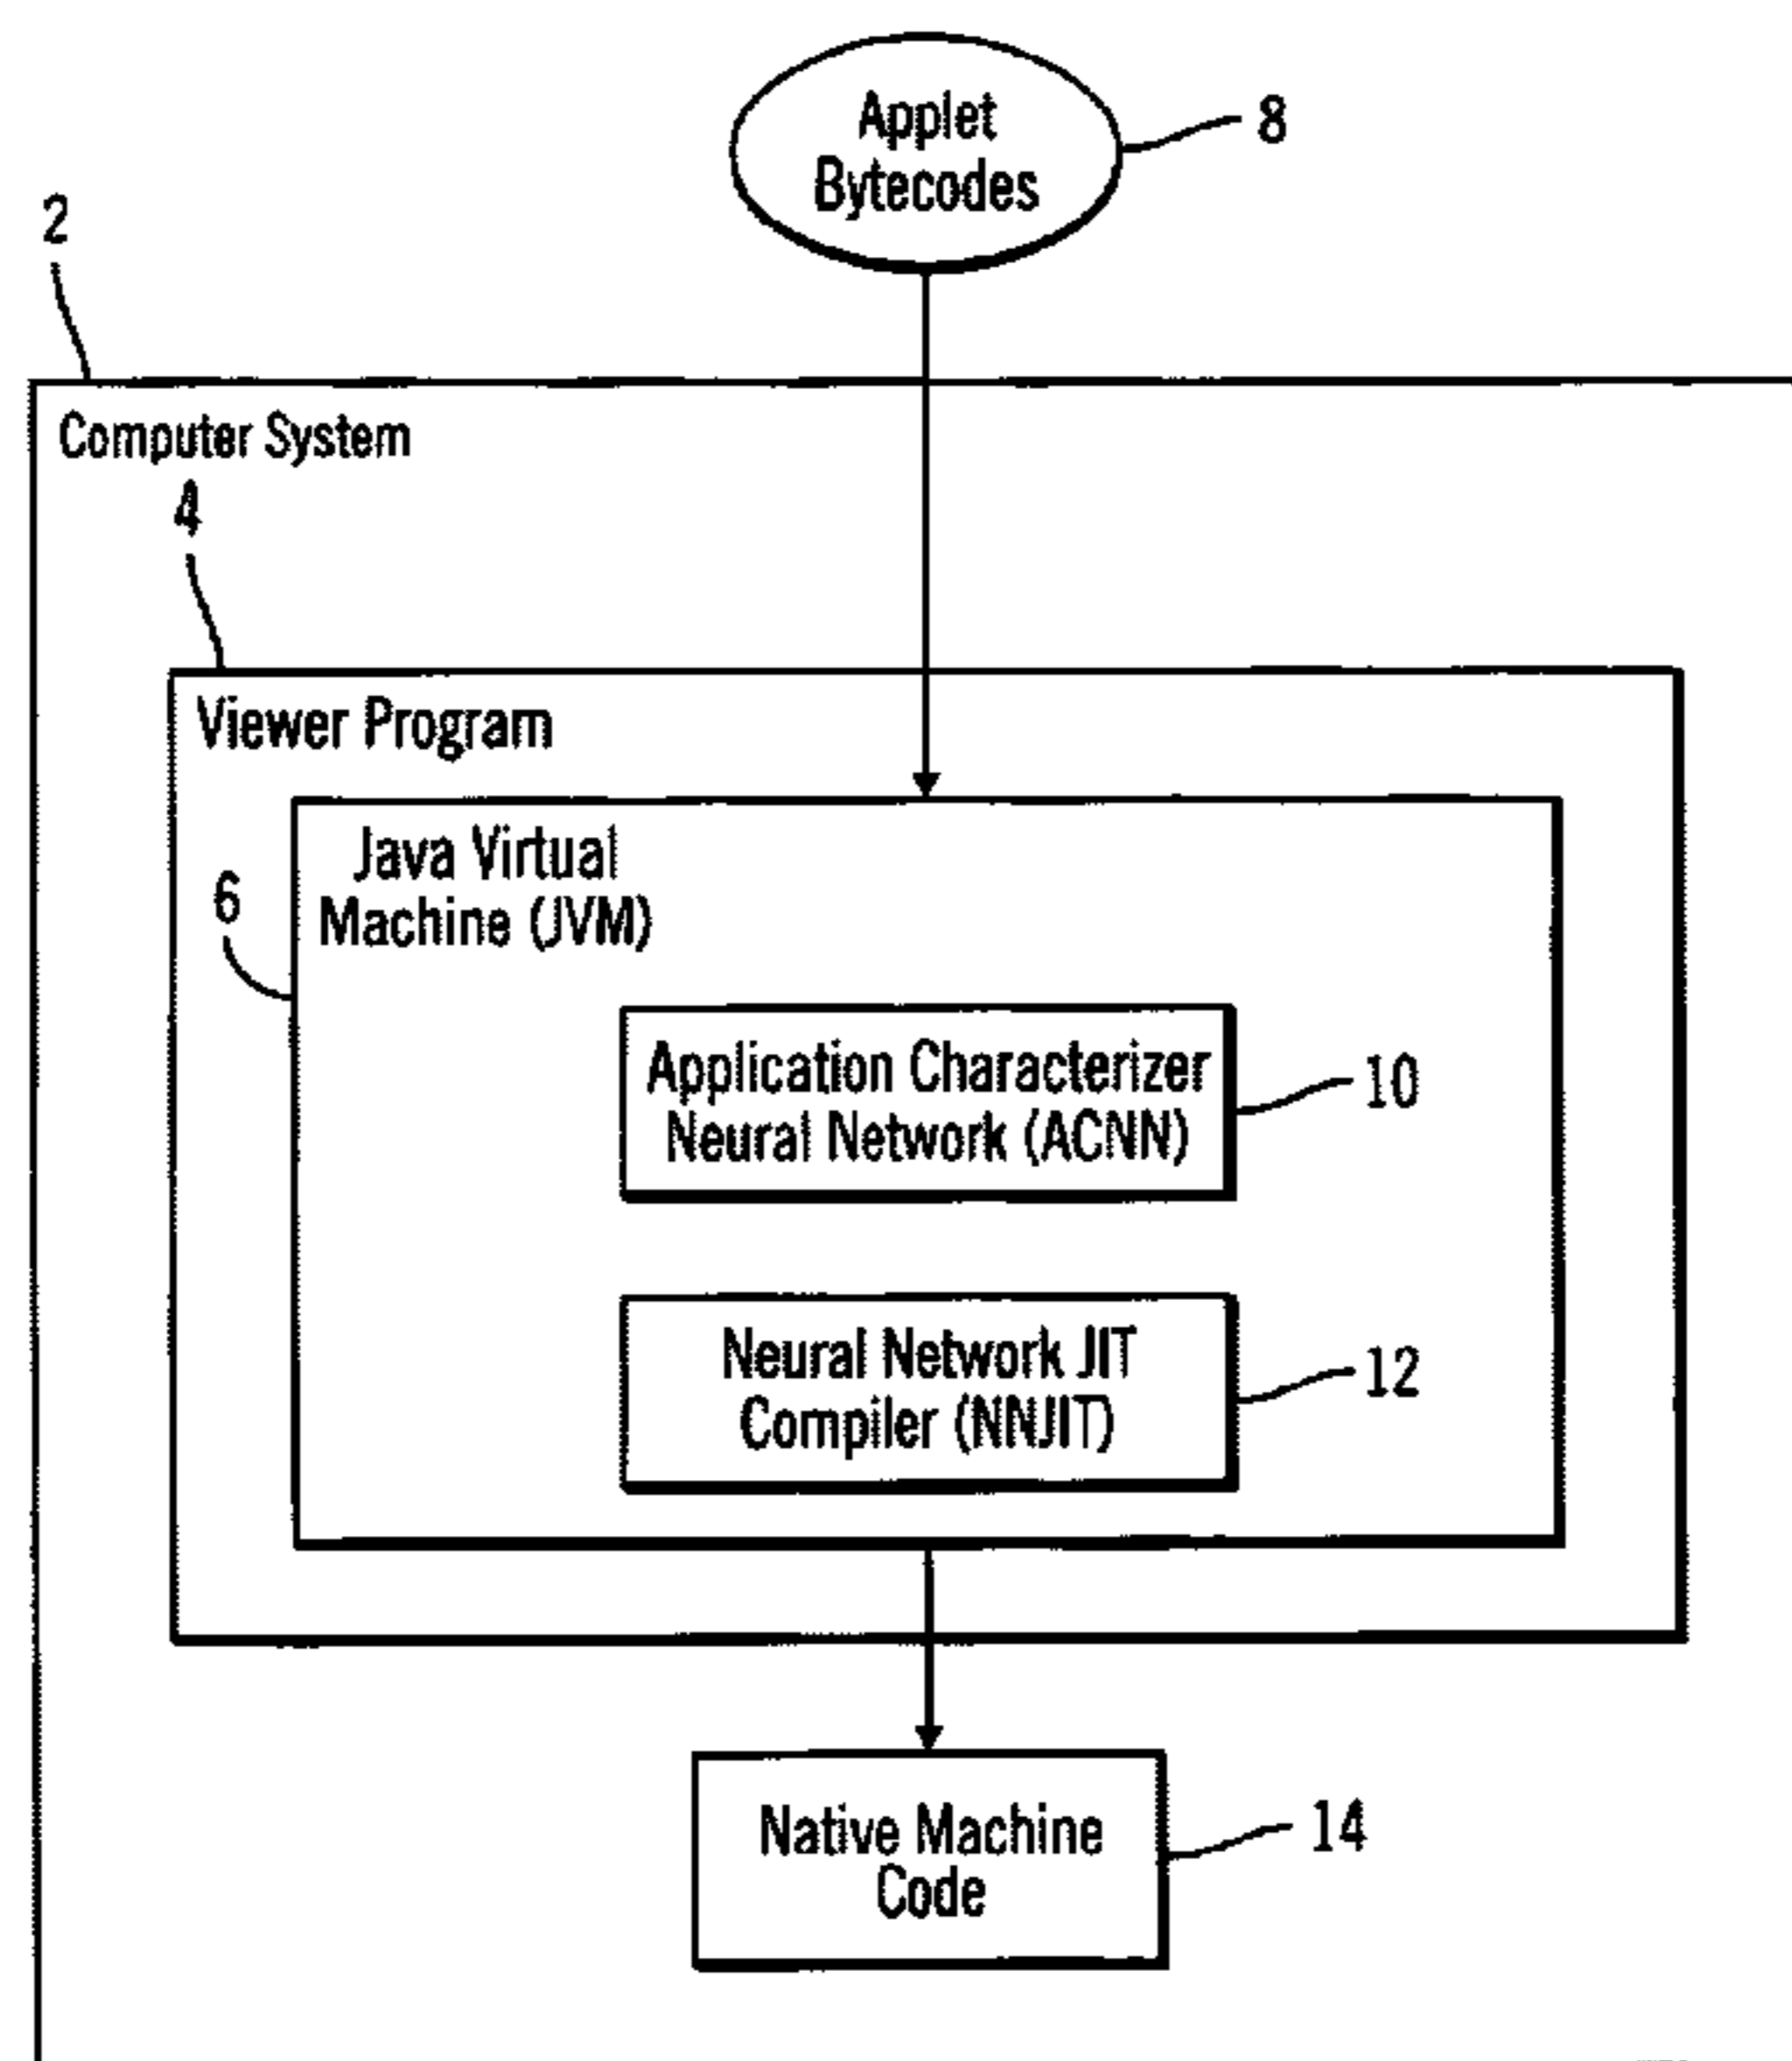 Applet
Bytecodes
8
2
Computer System
4
Viewer Program
Java Virtual
Machine (JVM)
6
Application Characterizer
Neural Network (ACNN)
10
Neural Network JIT
Compiler (NNJIT)
12
Native Machine
Code
14